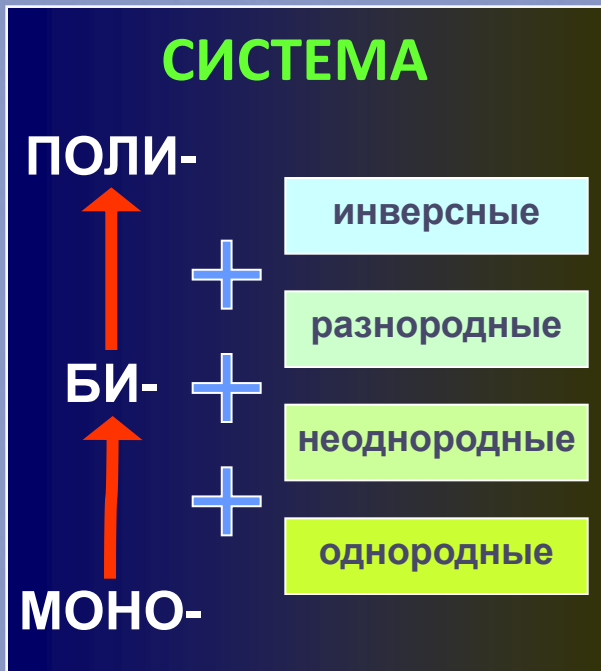 СИСТЕМА
ПОЛИ-
инверсные
разнородные
БИ-
неоднородные
однородные
МОНО-